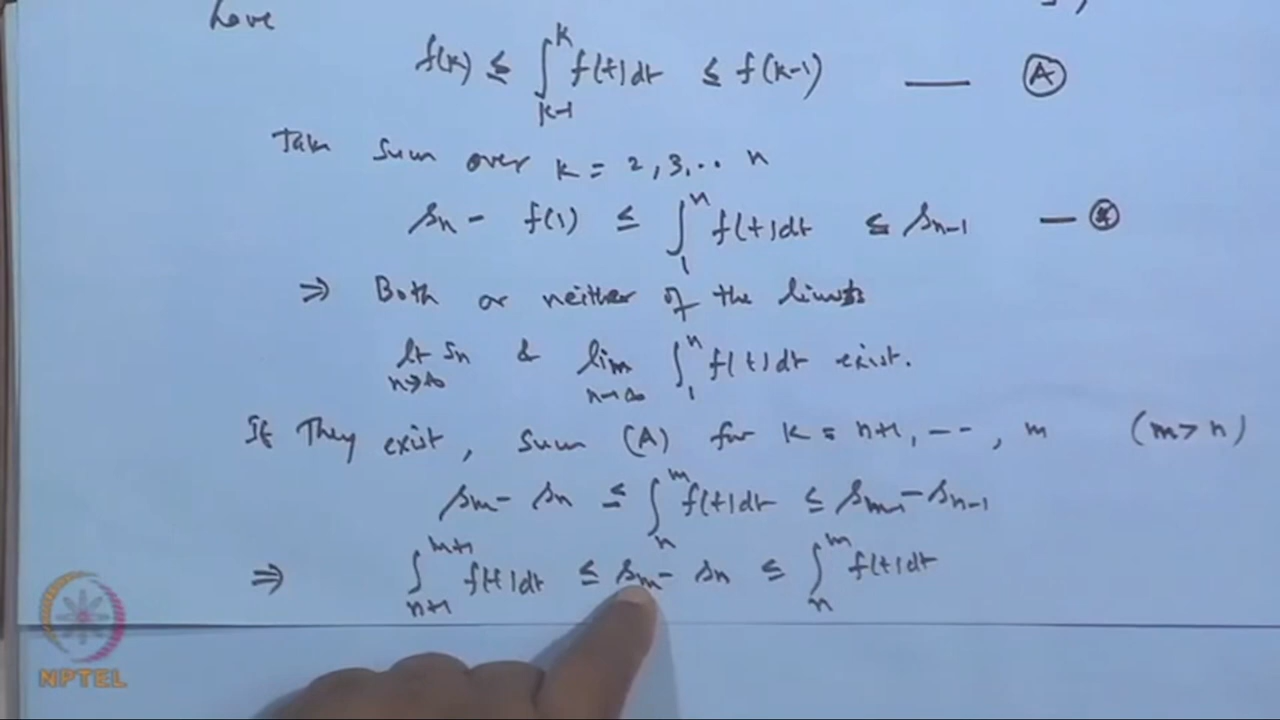 have
f(k) ≤ ∫_{k-1}^{k} f(t)dt ≤ f(k-1) — (A)
Take sum over k = 2, 3, .. n
s_n - f(1) ≤ ∫_{1}^{n} f(t)dt ≤ s_{n-1} — (*)
⇒ Both or neither of the limits
lt_{n→∞} s_n & lim_{n→∞} ∫_{1}^{n} f(t)dt exist.
If They exist, sum (A) for k = n+1, ---, m (m > n)
s_m - s_n ≤ ∫_{n}^{m} f(t)dt ≤ s_{m-1} - s_{n-1}
⇒ ∫_{n+1}^{m+1} f(t)dt ≤ s_m - s_n ≤ ∫_{n}^{m} f(t)dt
NPTEL